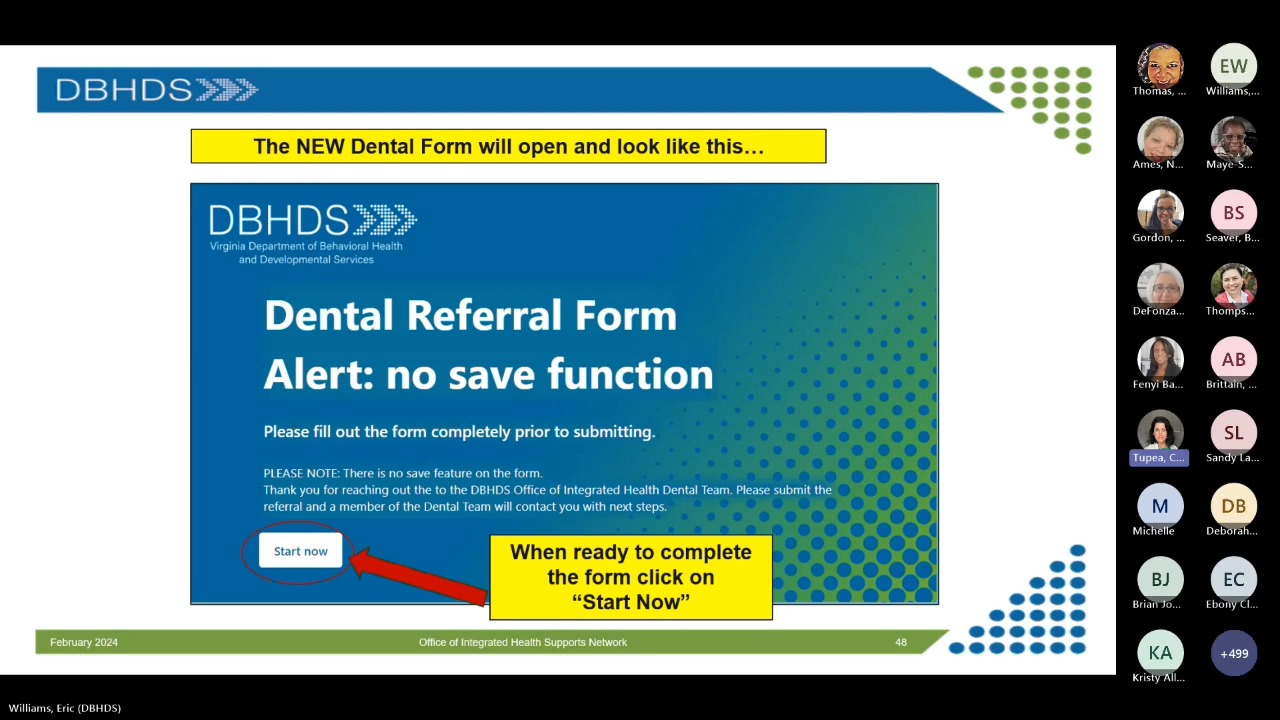 DBHDS
The NEW Dental Form will open and look like this…
DBHDS
Virginia Department of Behavioral Health
and Developmental Services
Dental Referral Form
Alert: no save function
Please fill out the form completely prior to submitting.
PLEASE NOTE: There is no save feature on the form.
Thank you for reaching out the to the DBHDS Office of Integrated Health Dental Team. Please submit the
referral and a member of the Dental Team will contact you with next steps.
Start now
When ready to complete
the form click on
“Start Now”
February 2024
Office of Integrated Health Supports Network
48
Thomas, ...
EW
Williams,...
Ames, N...
Maye-S...
Gordon, ...
BS
Seaver, B...
DeFonza...
Thomps...
Fenyi Ba...
AB
Brittain, ...
Tupea, C...
SL
Sandy La...
M
Michelle
DB
Deborah...
BJ
Brian Jo...
EC
Ebony Cl...
KA
Kristy All...
+499
Williams, Eric (DBHDS)